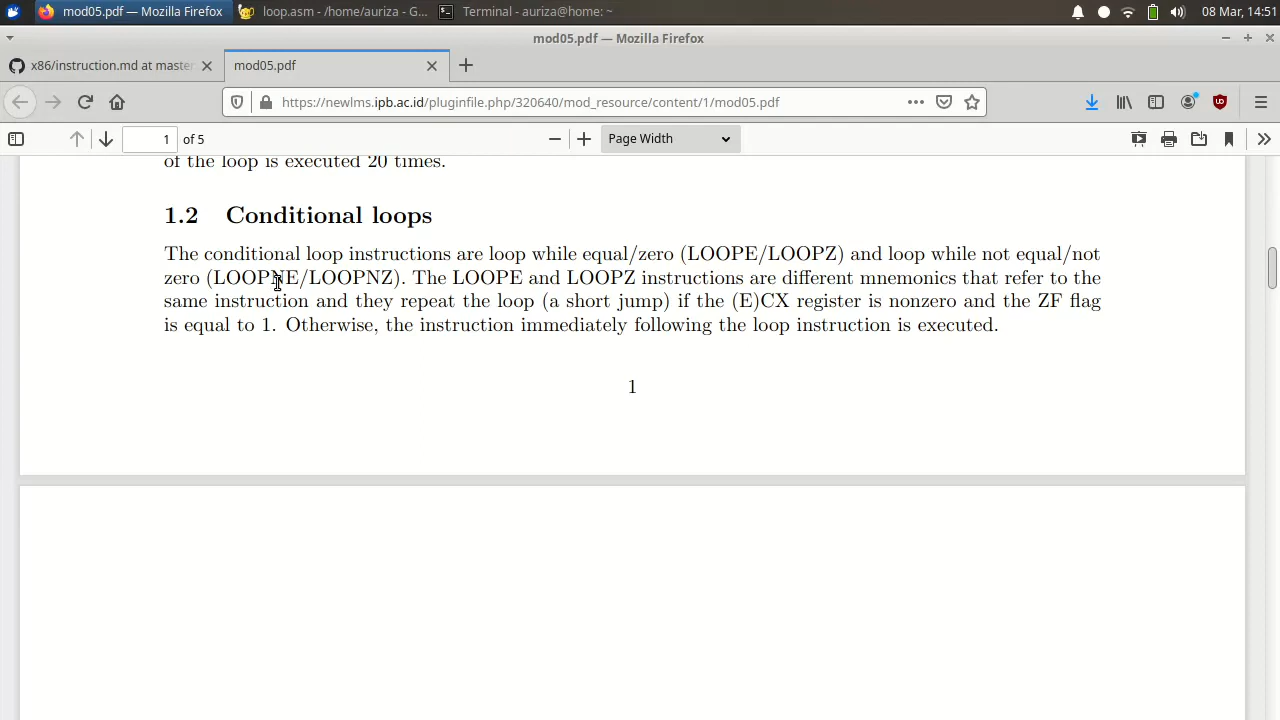 mod05.pdf — Mozilla Firefox
loop.asm - /home/auriza - G...
Terminal - auriza@home: ~
08 Mar, 14:51
mod05.pdf — Mozilla Firefox
x86/instruction.md at master
mod05.pdf
https://newlms.ipb.ac.id/pluginfile.php/320640/mod_resource/content/1/mod05.pdf
1 of 5
Page Width
of the loop is executed 20 times.
1.2 Conditional loops
The conditional loop instructions are loop while equal/zero (LOOPE/LOOPZ) and loop while not equal/not
zero (LOOPNE/LOOPNZ). The LOOPE and LOOPZ instructions are different mnemonics that refer to the
same instruction and they repeat the loop (a short jump) if the (E)CX register is nonzero and the ZF flag
is equal to 1. Otherwise, the instruction immediately following the loop instruction is executed.
1